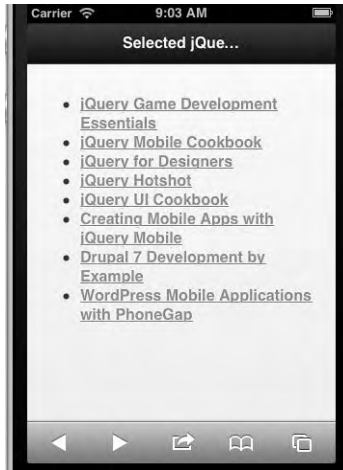 Carrier 9:03 AM
Selected jQue...
• jQuery Game Development
Essentials
• jQuery Mobile Cookbook
• jQuery for Designers
• jQuery Hotshot
• jQuery UI Cookbook
• Creating Mobile Apps with
jQuery Mobile
• Drupal 7 Development by
Example
• WordPress Mobile Applications
with PhoneGap